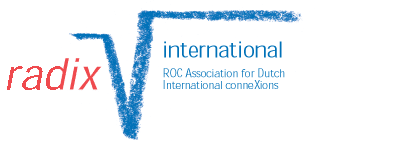 radix
international
ROC Association for Dutch
International conneXions